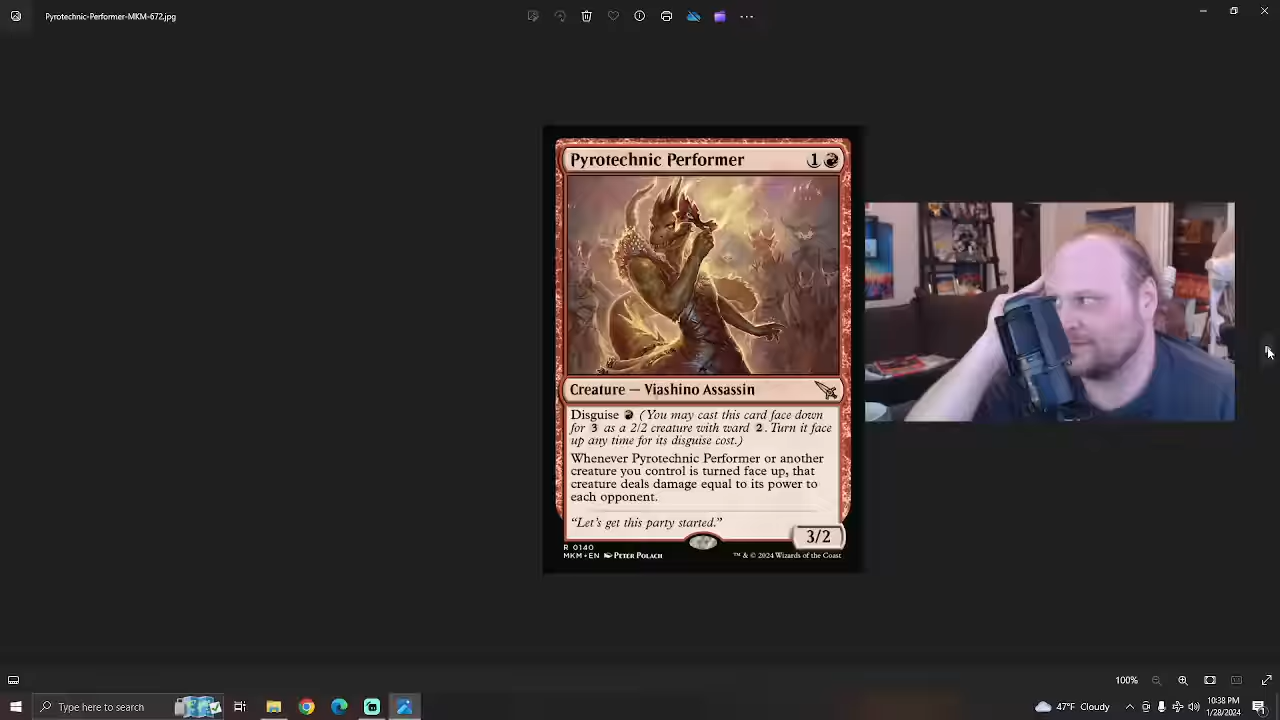 Pyrotechnic-Performer-MKM-672.jpg
Pyrotechnic Performer 1
Creature — Viashino Assassin
Disguise (You may cast this card face down
for 3 as a 2/2 creature with ward 2. Turn it face
up any time for its disguise cost.)
Whenever Pyrotechnic Performer or another
creature you control is turned face up, that
creature deals damage equal to its power to
each opponent.
“Let’s get this party started.”
3/2
R 0140
MKM • EN Peter Polach
™ & © 2024 Wizards of the Coast
100%
Type here to search
47°F Cloudy
10:38 PM
1/28/2024